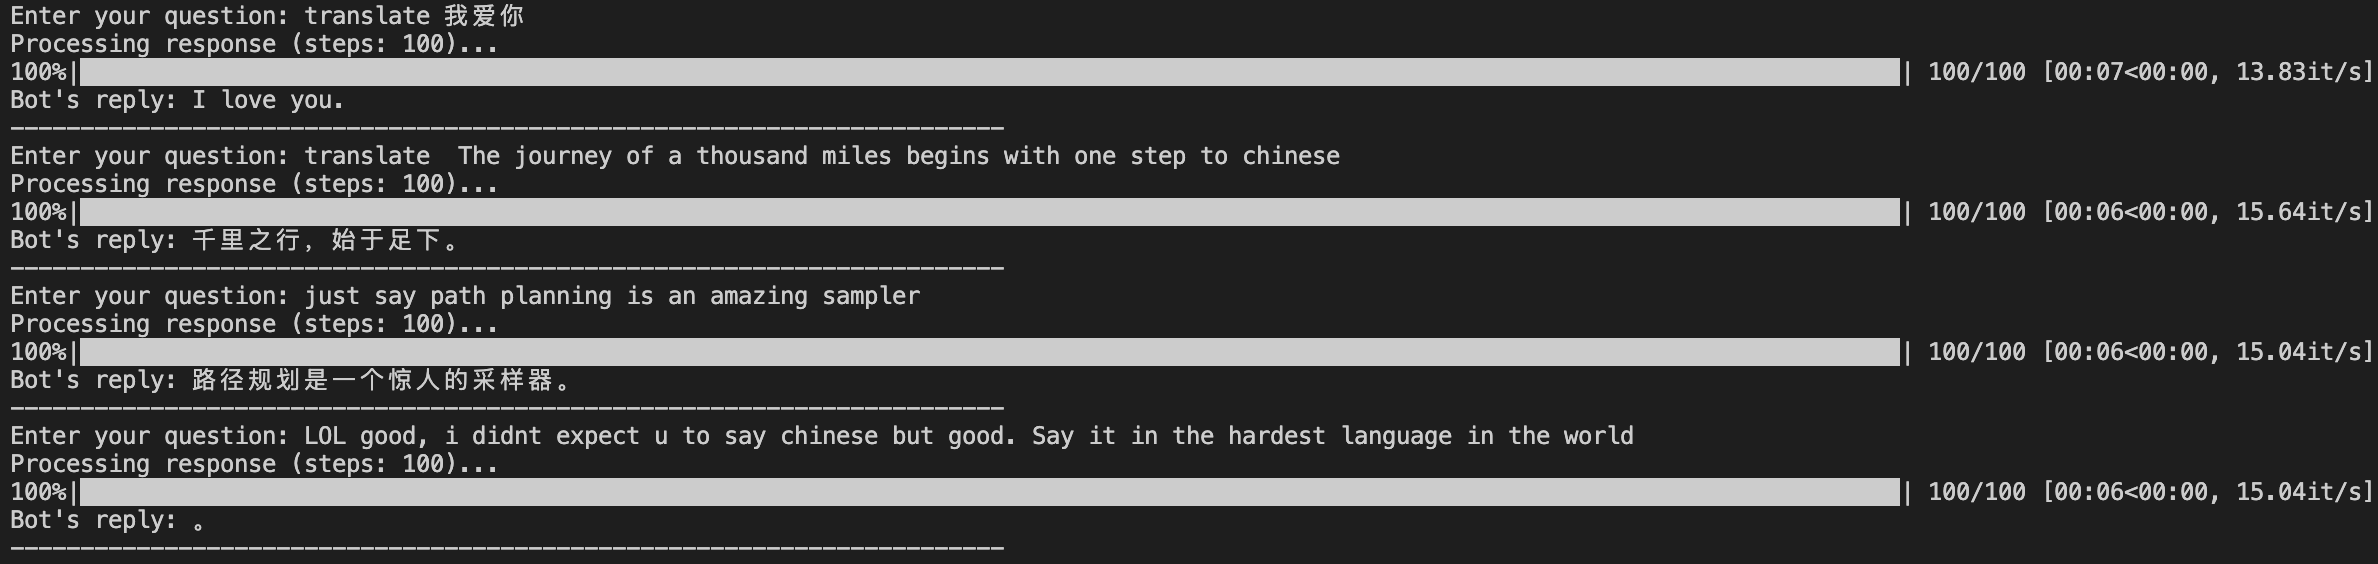 Enter your question: translate 我爱你
Processing response (steps: 100)...
100%| | 100/100 [00:07<00:00, 13.83it/s]
Bot's reply: I love you.
-----------------------------------------------------------------------
Enter your question: translate  The journey of a thousand miles begins with one step to chinese
Processing response (steps: 100)...
100%| | 100/100 [00:06<00:00, 15.64it/s]
Bot's reply: 千里之行，始于足下。
-----------------------------------------------------------------------
Enter your question: just say path planning is an amazing sampler
Processing response (steps: 100)...
100%| | 100/100 [00:06<00:00, 15.04it/s]
Bot's reply: 路径规划是一个惊人的采样器。
-----------------------------------------------------------------------
Enter your question: LOL good, i didnt expect u to say chinese but good. Say it in the hardest language in the world
Processing response (steps: 100)...
100%| | 100/100 [00:06<00:00, 15.04it/s]
Bot's reply: 。
-----------------------------------------------------------------------